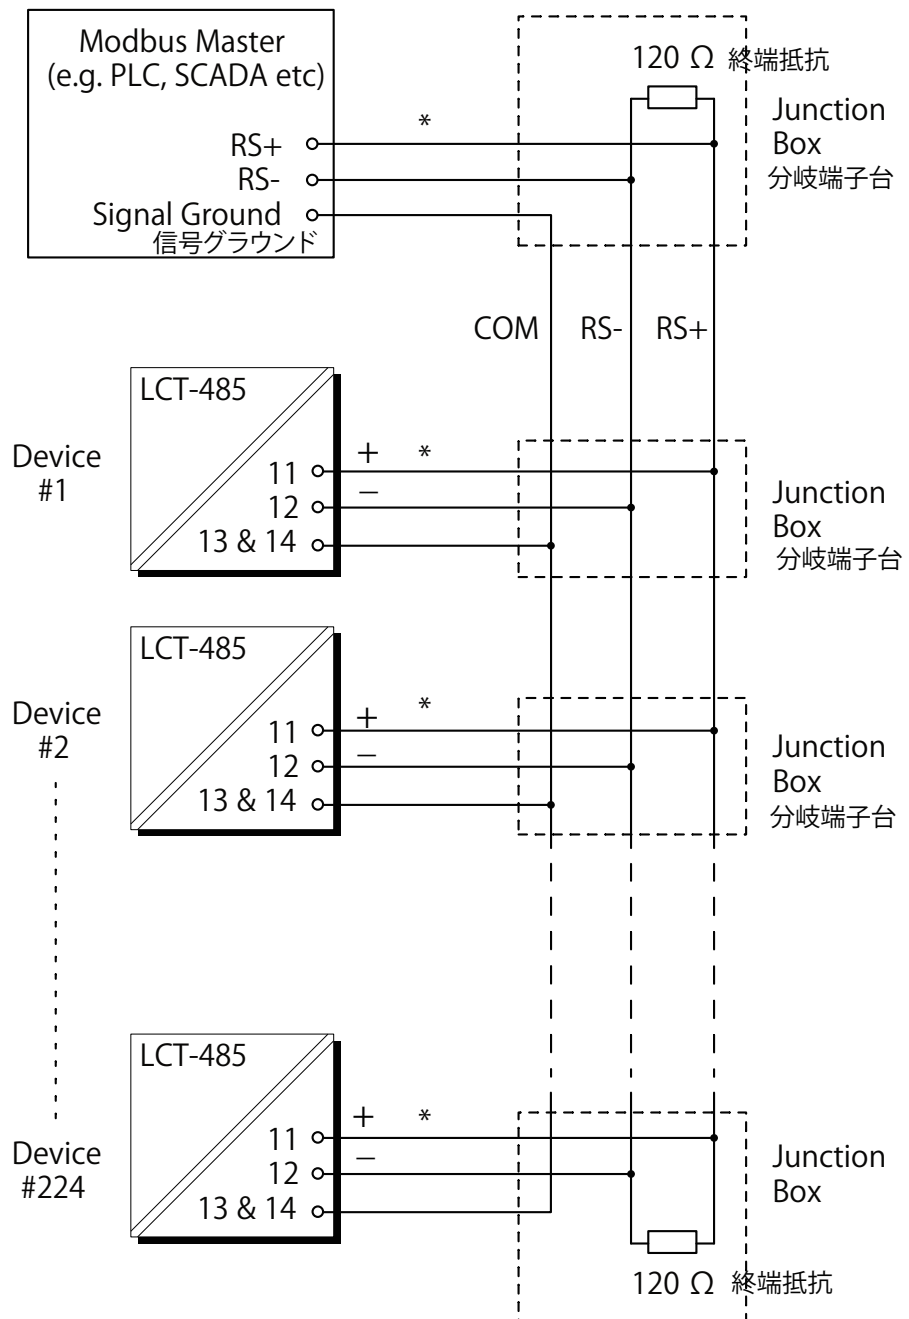 Modbus Master
(e.g. PLC, SCADA etc)
120 Ω 終端抵抗
Junction
Box
分岐端子台
*
RS+
RS-
Signal Ground
信号グラウンド
COM
RS-
RS+
LCT-485
Device
#1
+
*
11
−
12
13 & 14
Junction
Box
分岐端子台
LCT-485
Device
#2
+
*
11
−
12
13 & 14
Junction
Box
分岐端子台
LCT-485
Device
#224
+
*
11
−
12
13 & 14
Junction
Box
120 Ω 終端抵抗